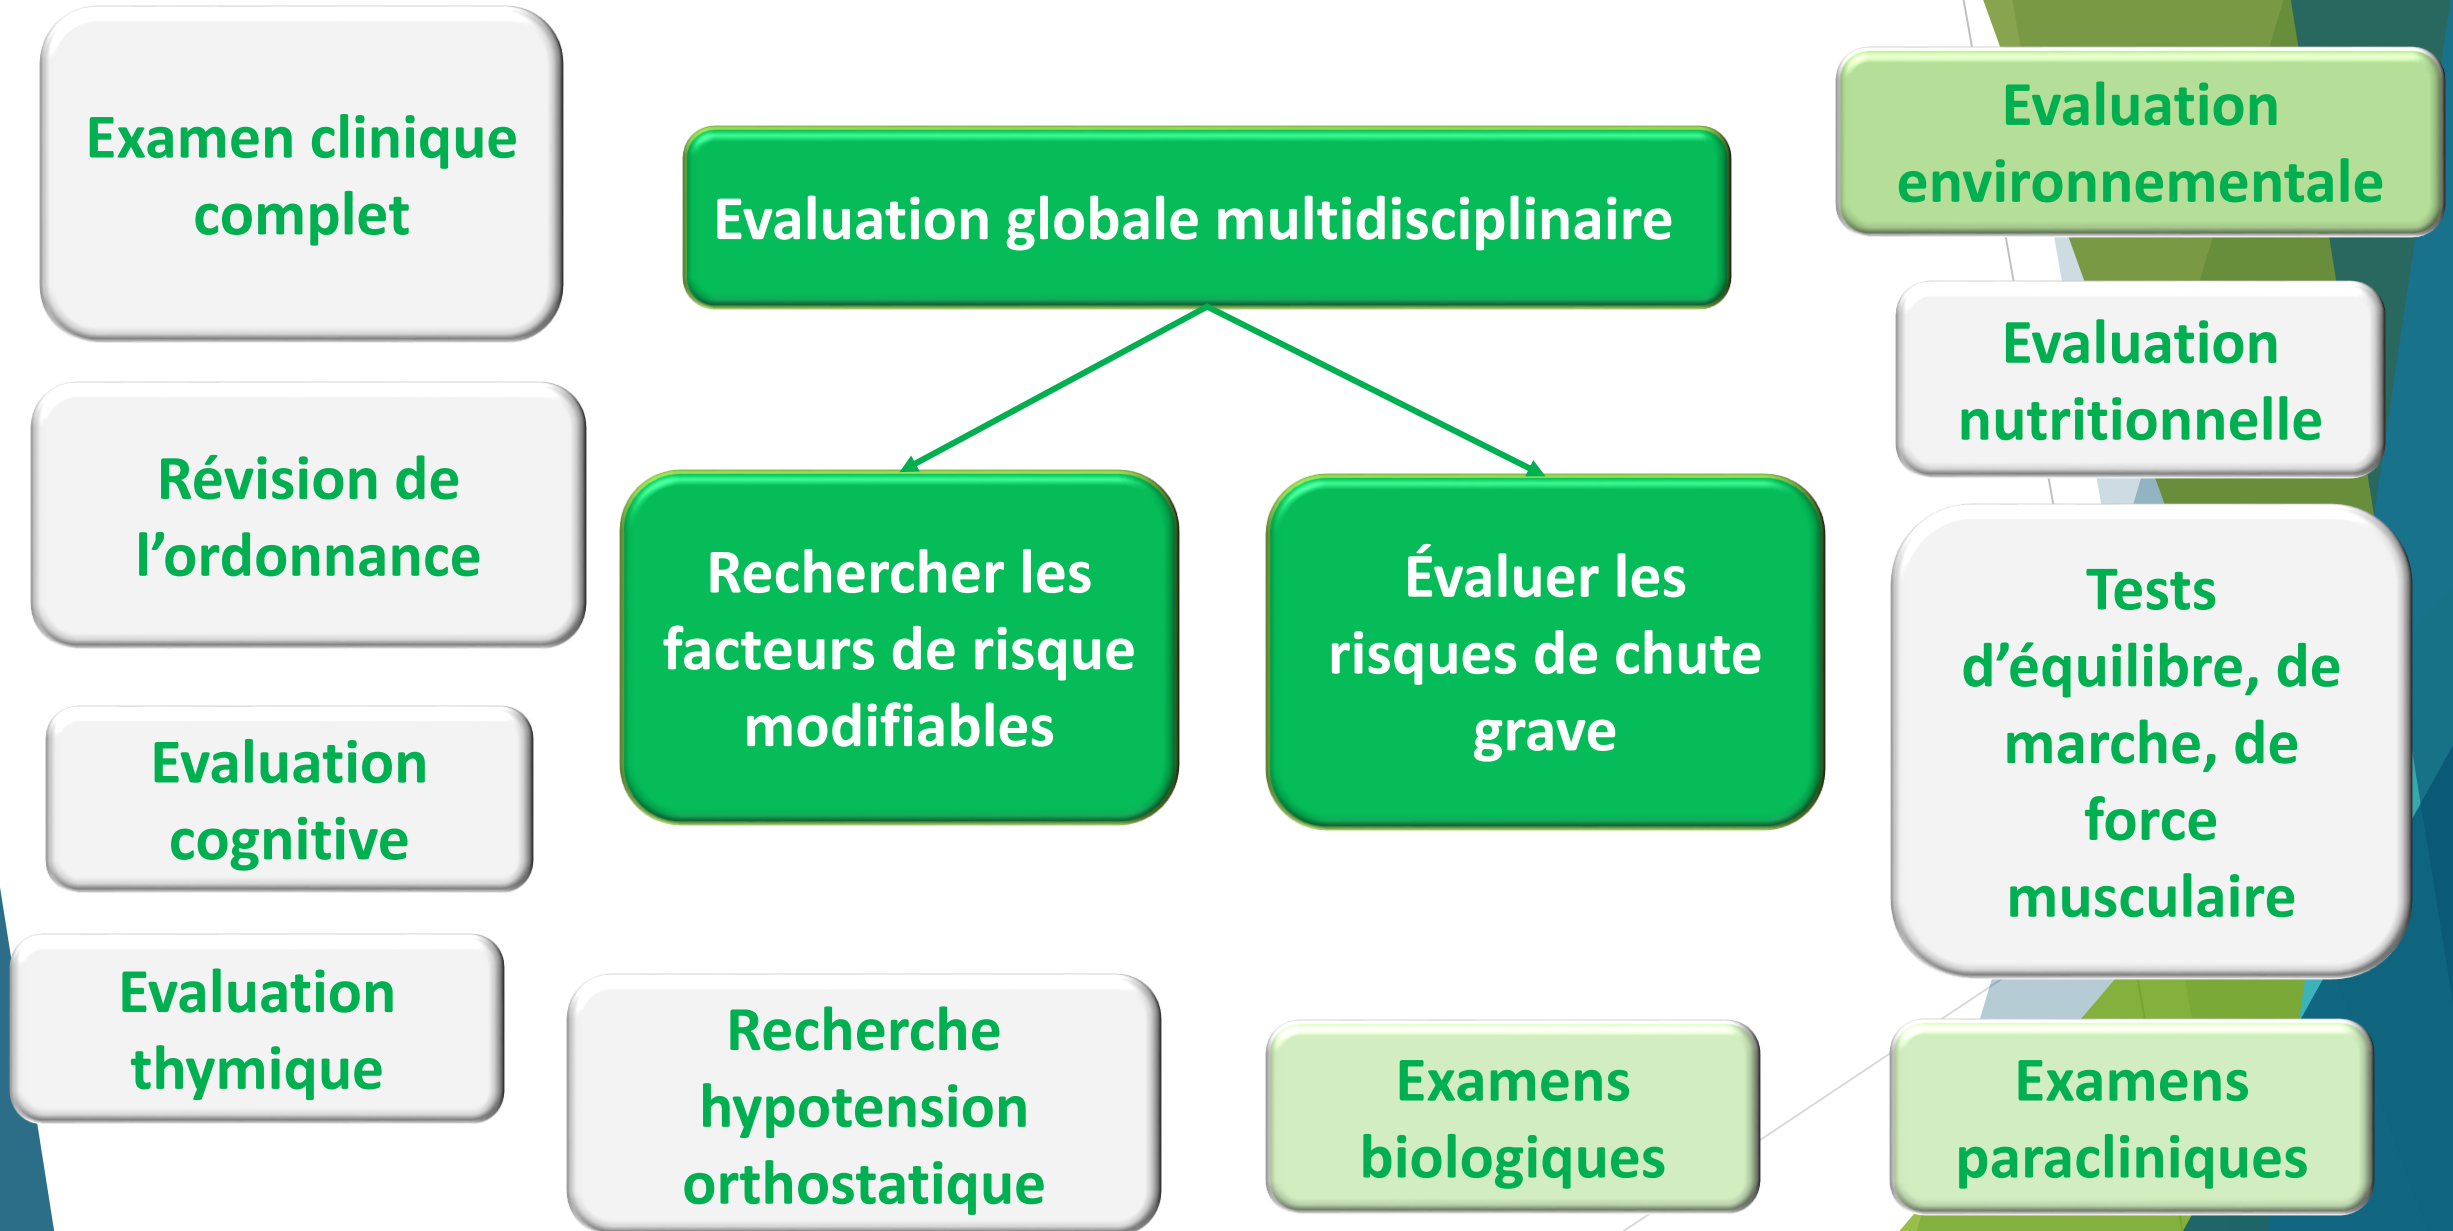 Examen clinique
complet
Révision de
l’ordonnance
Evaluation
cognitive
Evaluation
thymique
Evaluation globale multidisciplinaire
Rechercher les
facteurs de risque
modifiables
Évaluer les
risques de chute
grave
Recherche
hypotension
orthostatique
Examens
biologiques
Evaluation
environnementale
Evaluation
nutritionnelle
Tests
d’équilibre, de
marche, de
force
musculaire
Examens
paracliniques